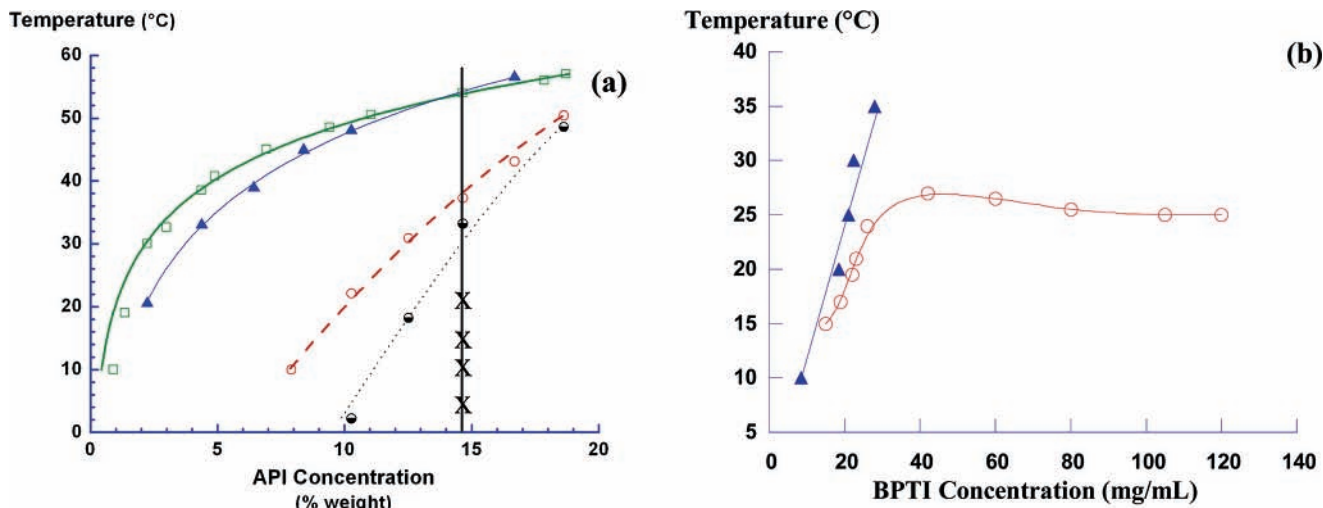 Temperature (°C)
60
50
40
30
20
10
0
0
5
10
15
20
API Concentration
(% weight)
(a)
X
X
X
X
Temperature (°C)
40
35
30
25
20
15
10
5
0
20
40
60
80
100
120
140
BPTI Concentration (mg/mL)
(b)